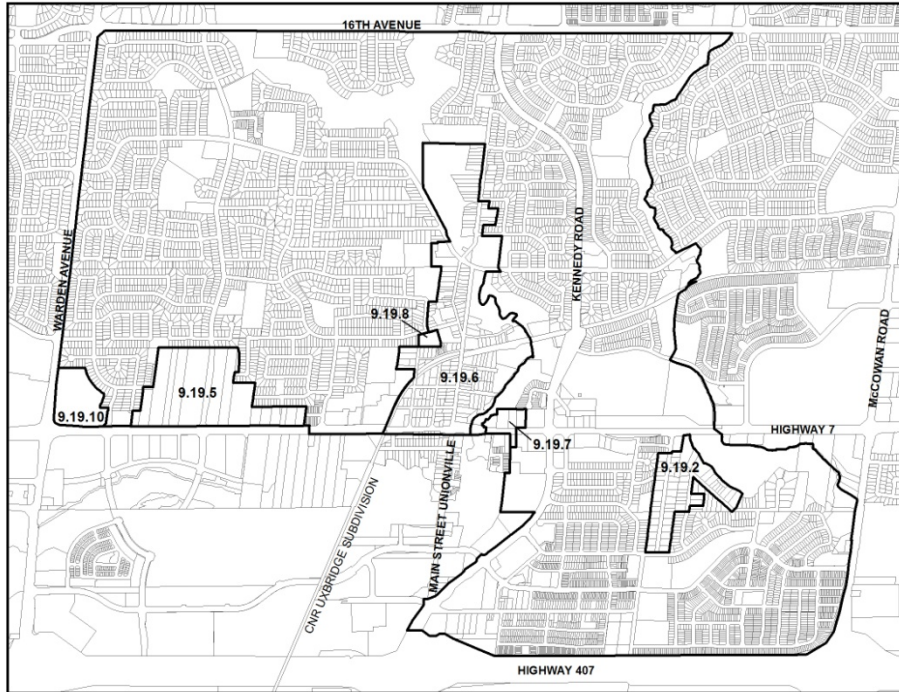 16TH AVENUE
WARDEN AVENUE
KENNEDY ROAD
McCOWAN ROAD
9.19.8
9.19.5
9.19.6
9.19.10
9.19.7
HIGHWAY 7
9.19.2
MAIN STREET UNIONVILLE
CNR UXBRIDGE SUBDIVISION
HIGHWAY 407